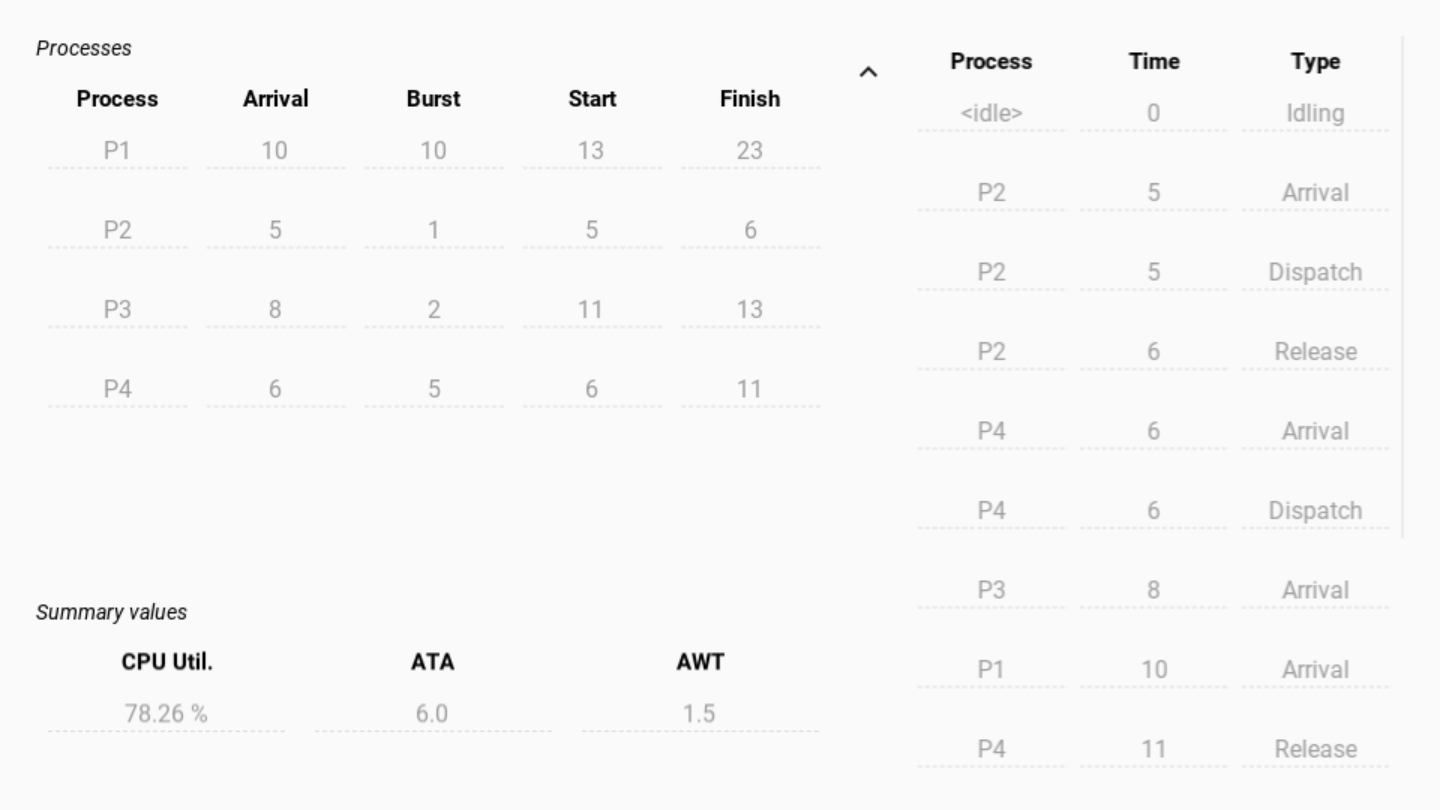 Processes
Process Arrival Burst Start Finish
P1 10 10 13 23
P2 5 1 5 6
P3 8 2 11 13
P4 6 5 6 11
Summary values
CPU Util. ATA AWT
78.26 % 6.0 1.5
Process Time Type
<idle> 0 Idling
P2 5 Arrival
P2 5 Dispatch
P2 6 Release
P4 6 Arrival
P4 6 Dispatch
P3 8 Arrival
P1 10 Arrival
P4 11 Release